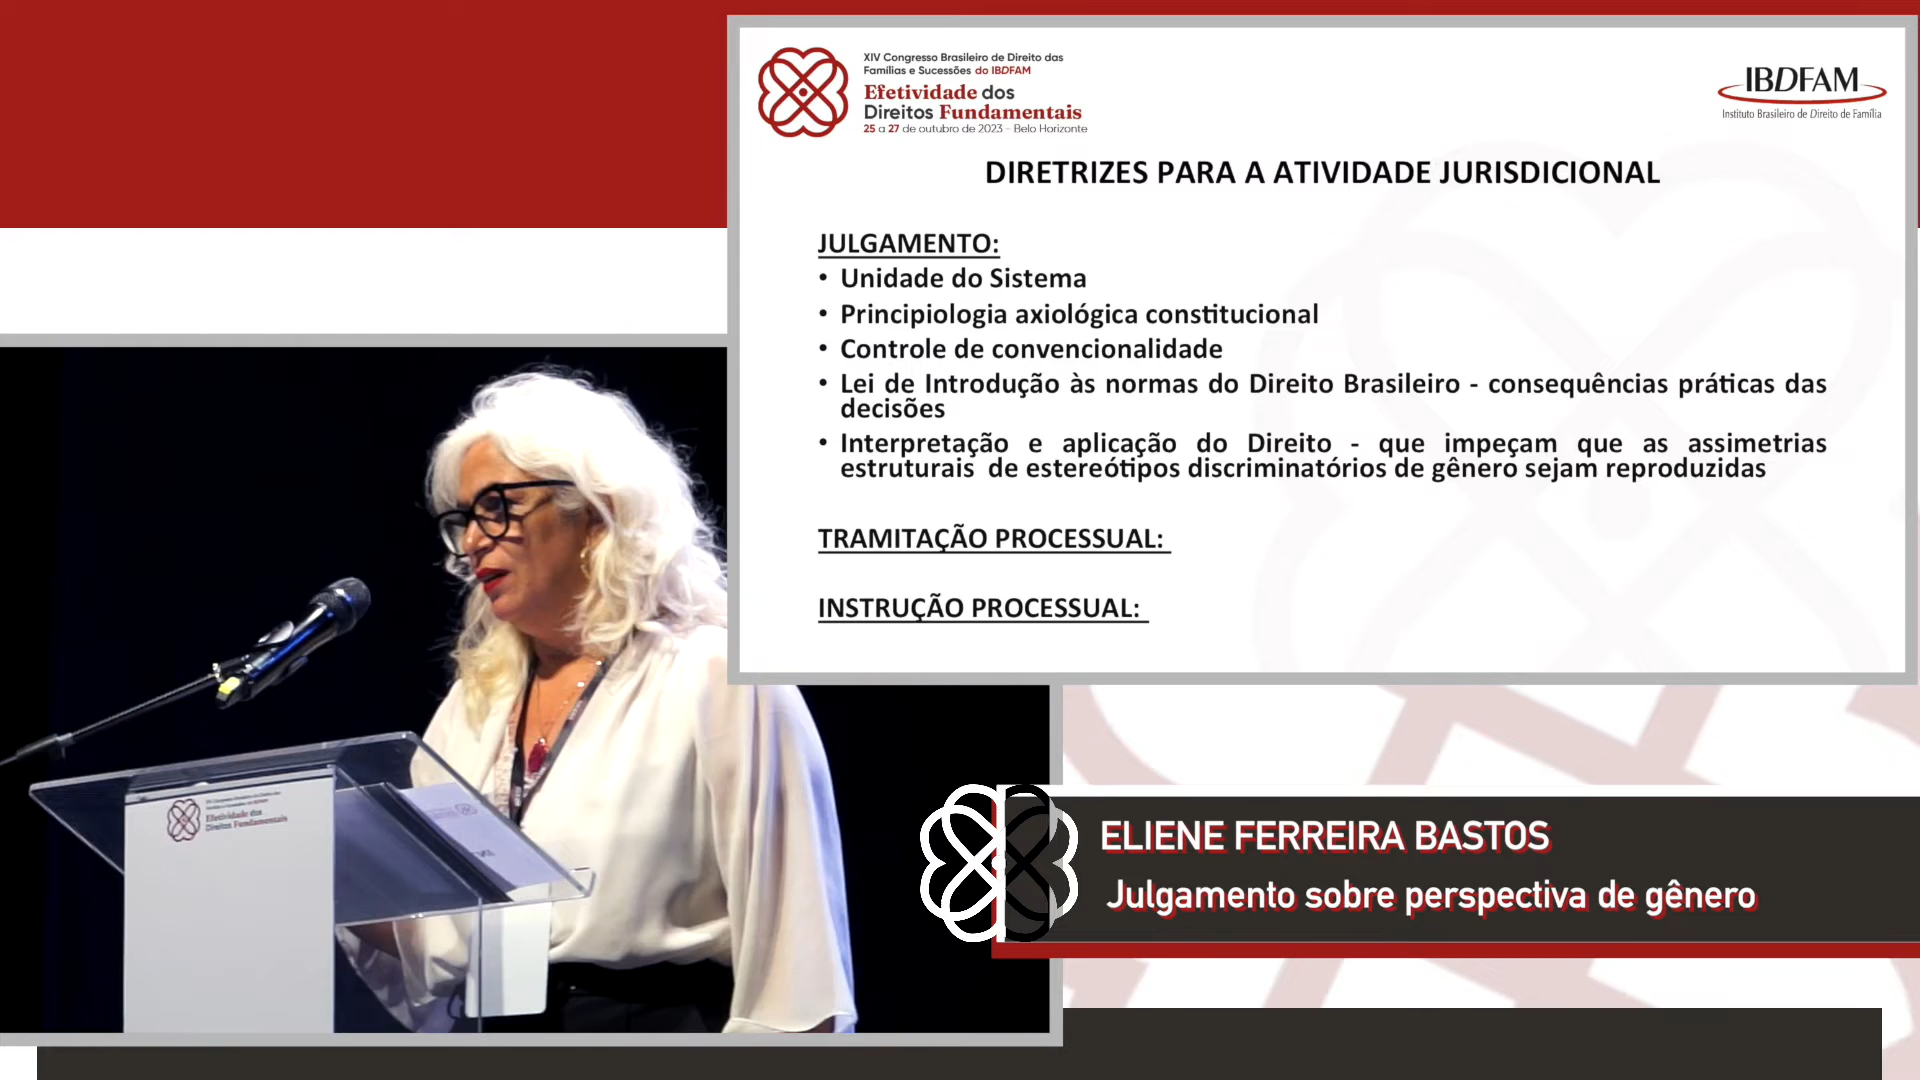 XIV Congresso Brasileiro de Direito das
Famílias e Sucessões do IBDFAM
Efetividade dos
Direitos Fundamentais
25 a 27 de outubro de 2023 - Belo Horizonte
IBDFAM
Instituto Brasileiro de Direito de Família
DIRETRIZES PARA A ATIVIDADE JURISDICIONAL
JULGAMENTO:
• Unidade do Sistema
• Principiologia axiológica constitucional
• Controle de convencionalidade
• Lei de Introdução às normas do Direito Brasileiro - consequências práticas das
decisões
• Interpretação e aplicação do Direito - que impeçam que as assimetrias
estruturais de estereótipos discriminatórios de gênero sejam reproduzidas
TRAMITAÇÃO PROCESSUAL:
INSTRUÇÃO PROCESSUAL:
Efetividade dos
Direitos Fundamentais
ELIENE FERREIRA BASTOS
Julgamento sobre perspectiva de gênero